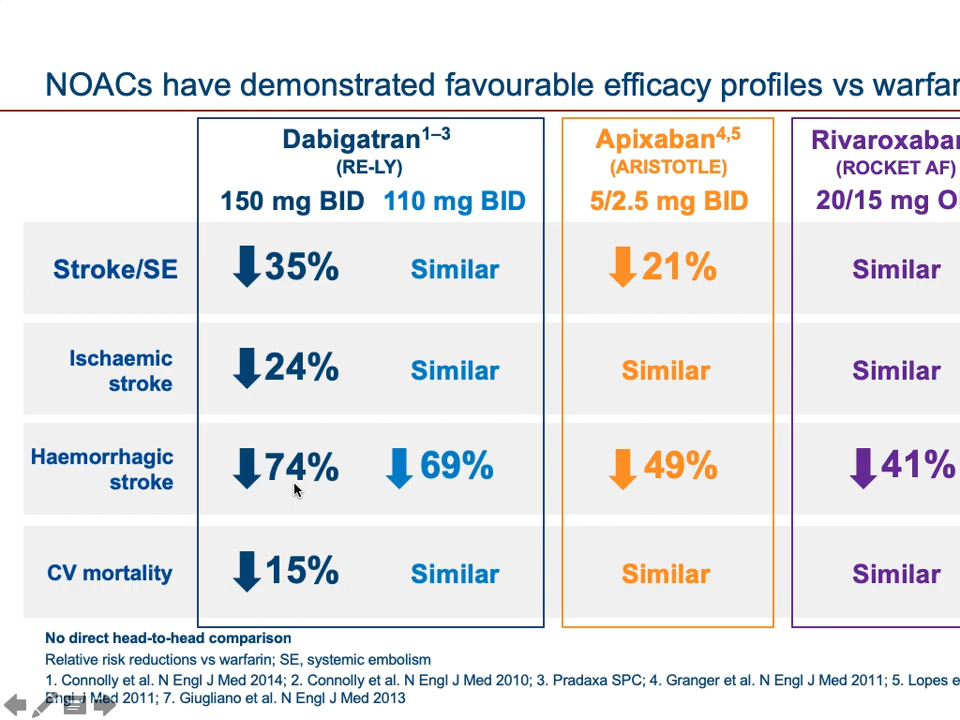 NOACs have demonstrated favourable efficacy profiles vs
Dabigatran1–3
(RE-LY)
150 mg BID 110 mg BID
Apixaban4,5
(ARISTOTLE)
5/2.5 mg BID
Rivaroxaban
(ROCKET AF)
20/15 mg
Stroke/SE
35% Similar 21% Similar
Ischaemic
stroke
24% Similar Similar Similar
Haemorrhagic
stroke
74% 69% 49% 41%
CV mortality
15% Similar Similar Similar
No direct head-to-head comparison
Relative risk reductions vs warfarin; SE, systemic embolism
1. Connolly et al. N Engl J Med 2014; 2. Connolly et al. N Engl J Med 2010; 3. Pradaxa SPC; 4. Granger et al. N Engl J Med 2011; 5. Lopes
Engl J Med 2011; 7. Giugliano et al. N Engl J Med 2013